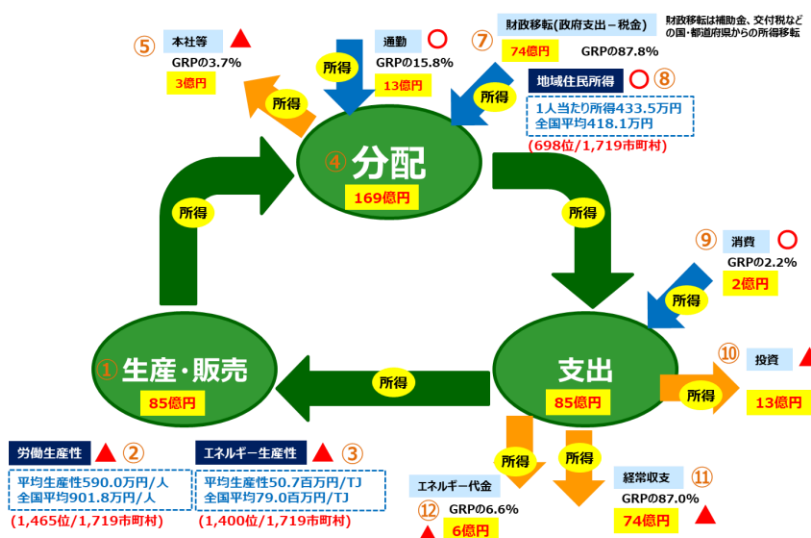 ⑤ 本社等 ▲
GRPの3.7%
3億円
所得
通勤 ○
GRPの15.8%
13億円
所得
⑦ 財政移転(政府支出−税金)
74億円 GRPの87.8%
所得
財政移転は補助金、交付税など
の国・都道府県からの所得移転
地域住民所得 ○ ⑧
1人当たり所得433.5万円
全国平均418.1万円
(698位/1,719市町村)
④ 分配
169億円
所得
所得
⑨ 消費 ○
GRPの2.2%
2億円
所得
① 生産・販売
85億円
所得
支出
85億円
⑩ 投資 ▲
所得
13億円
労働生産性 ▲ ②
平均生産性590.0万円/人
全国平均901.8万円/人
(1,465位/1,719市町村)
エネルギー生産性 ▲ ③
平均生産性50.7百万円/TJ
全国平均79.0百万円/TJ
(1,400位/1,719市町村)
所得
エネルギー代金
⑫ GRPの6.6%
▲ 6億円
所得
経常収支 ⑪
GRPの87.0%
74億円 ▲